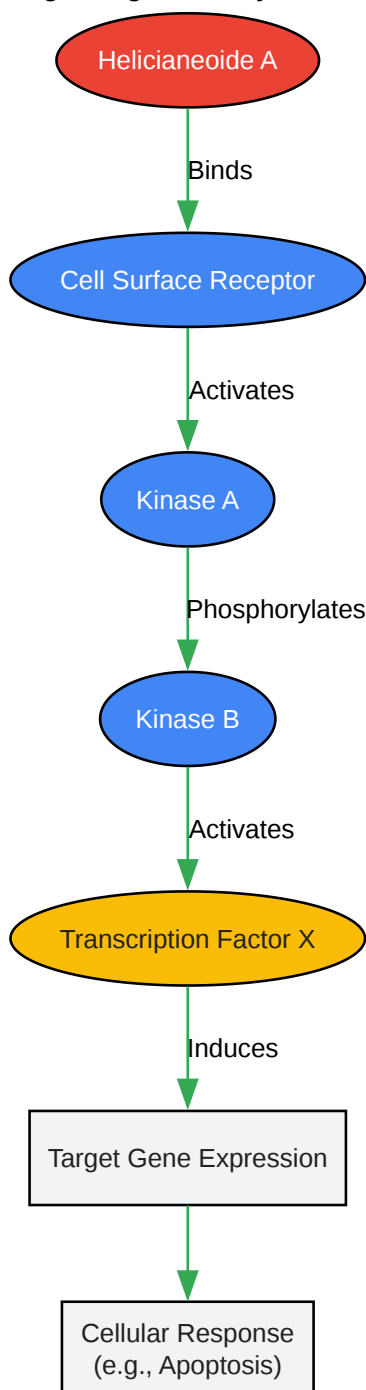 Helicianeoide A
Binds
Cell Surface Receptor
Activates
Kinase A
Phosphorylates
Kinase B
Activates
Transcription Factor X
Induces
Target Gene Expression
Cellular Response
(e.g., Apoptosis)